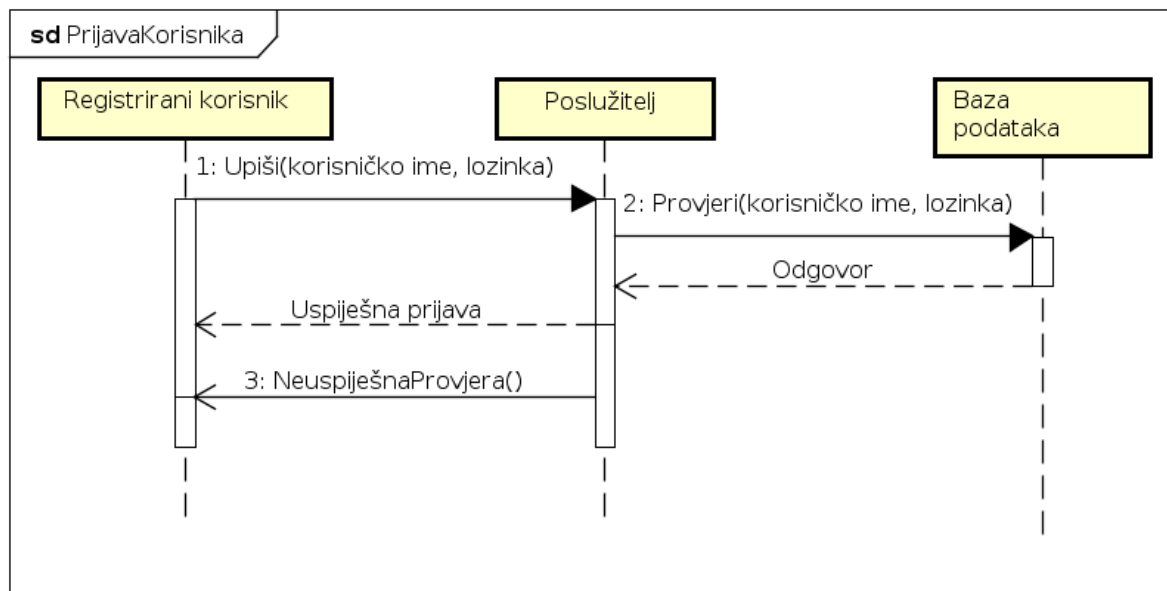 sd PrijavaKorisnika
Registrirani korisnik
Poslužitelj
Baza
podataka
1: Upiši(korisničko ime, lozinka)
2: Provjeri(korisničko ime, lozinka)
Odgovor
Uspiješna prijava
3: NeuspiješnaProvjera()